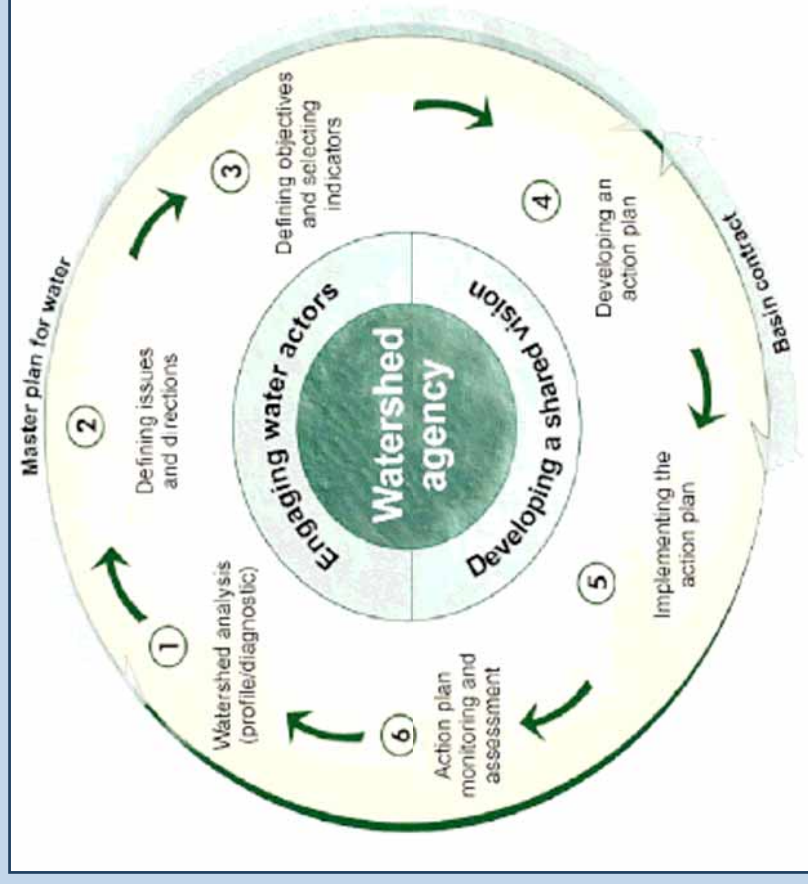 Master plan for water
1
Watershed analysis
(profile/diagnostic)
2
Defining issues
and directions
3
Defining objectives
and selecting
indicators
4
Developing an
action plan
5
Implementing the
action plan
6
Action plan
monitoring and
assessment
Engaging water actors
Watershed
agency
Developing a shared vision
Basin contract